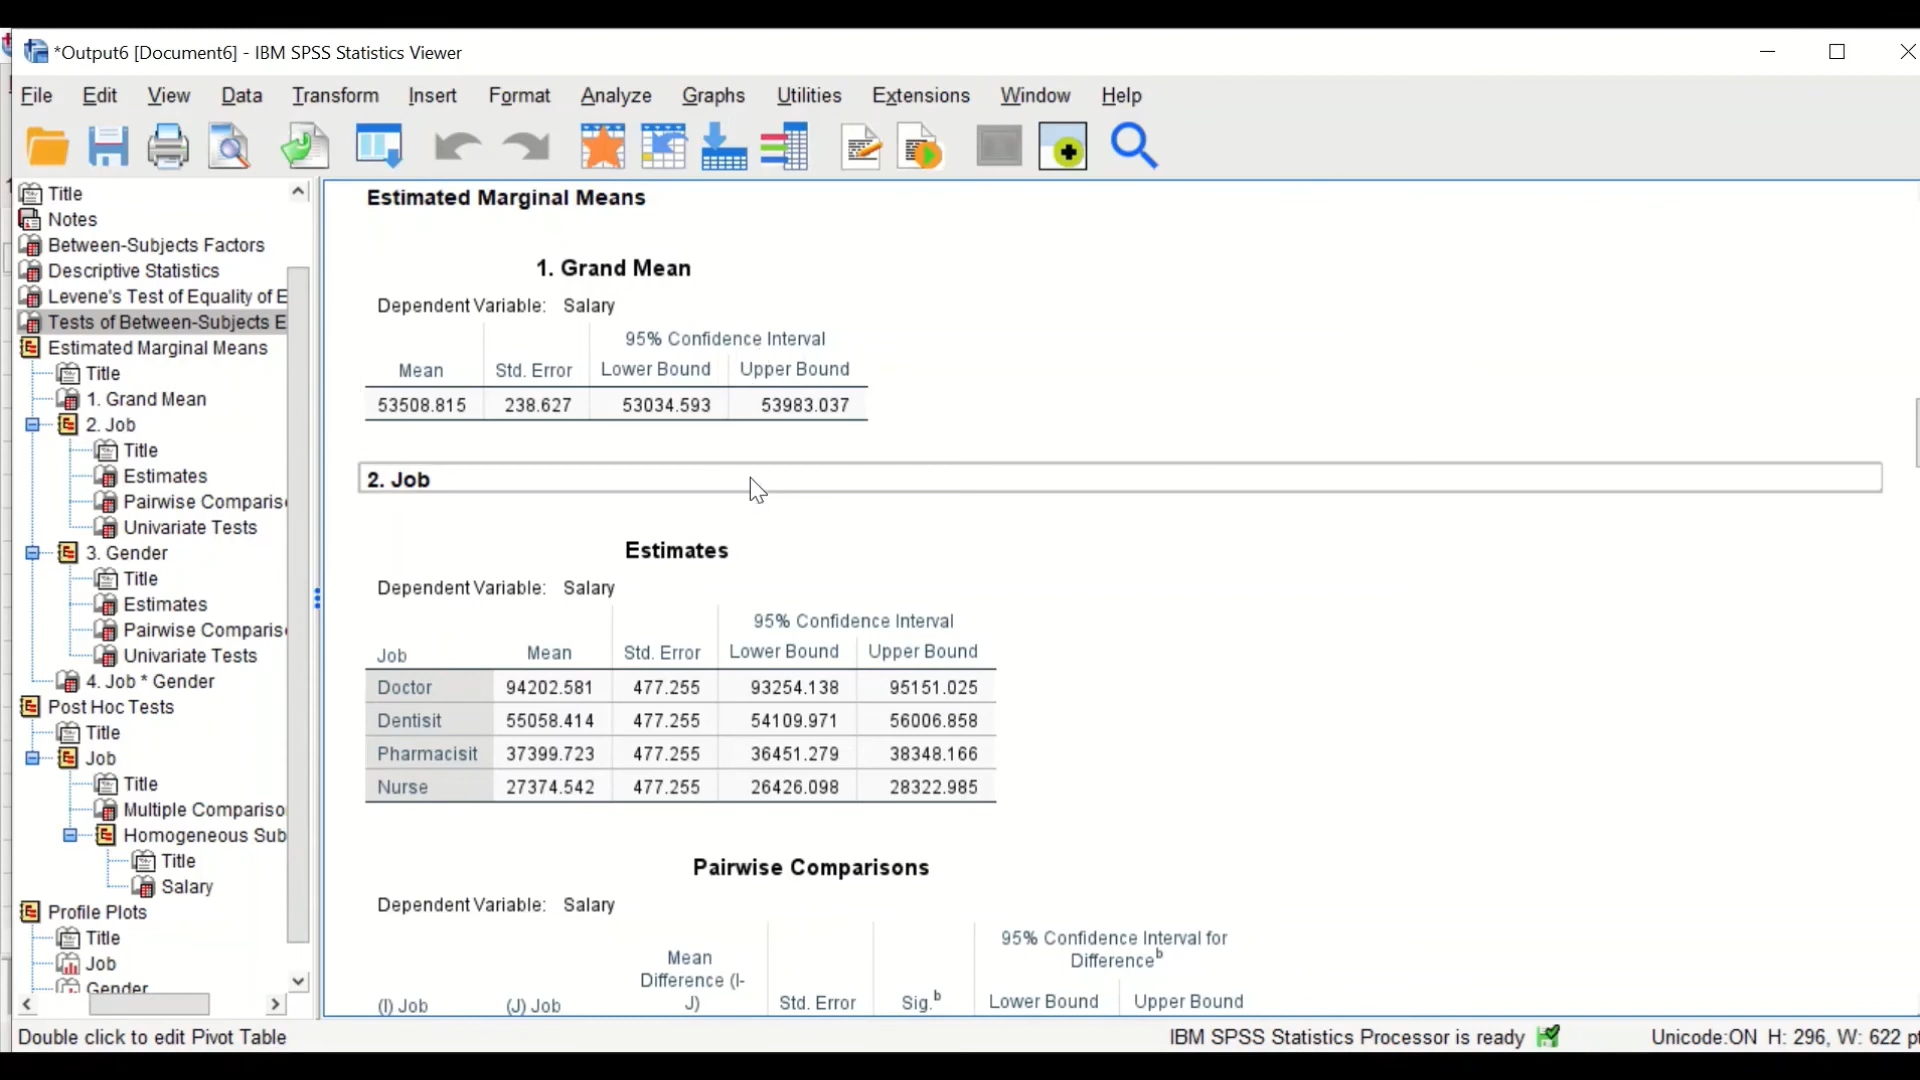 *Output6 [Document6] - IBM SPSS Statistics Viewer
File Edit View Data Transform Insert Format Analyze Graphs Utilities Extensions Window Help
Title
Notes
Between-Subjects Factors
Descriptive Statistics
Levene's Test of Equality of E
Tests of Between-Subjects E
Estimated Marginal Means
Title
1. Grand Mean
2. Job
Title
Estimates
Pairwise Comparis
Univariate Tests
3. Gender
Title
Estimates
Pairwise Comparis
Univariate Tests
4. Job * Gender
Post Hoc Tests
Title
Job
Title
Multiple Compariso
Homogeneous Sub
Title
Salary
Profile Plots
Title
Job
Gender
Estimated Marginal Means
1. Grand Mean
Dependent Variable: Salary
95% Confidence Interval
Mean Std. Error Lower Bound Upper Bound
53508.815 238.627 53034.593 53983.037
2. Job
Estimates
Dependent Variable: Salary
95% Confidence Interval
Job Mean Std. Error Lower Bound Upper Bound
Doctor 94202.581 477.255 93254.138 95151.025
Dentisit 55058.414 477.255 54109.971 56006.858
Pharmacisit 37399.723 477.255 36451.279 38348.166
Nurse 27374.542 477.255 26426.098 28322.985
Pairwise Comparisons
Dependent Variable: Salary
95% Confidence Interval for
Difference b
Mean
Difference (I-
(I) Job (J) Job J) Std. Error Sig. b Lower Bound Upper Bound
Double click to edit Pivot Table IBM SPSS Statistics Processor is ready Unicode:ON H: 296, W: 622 pt